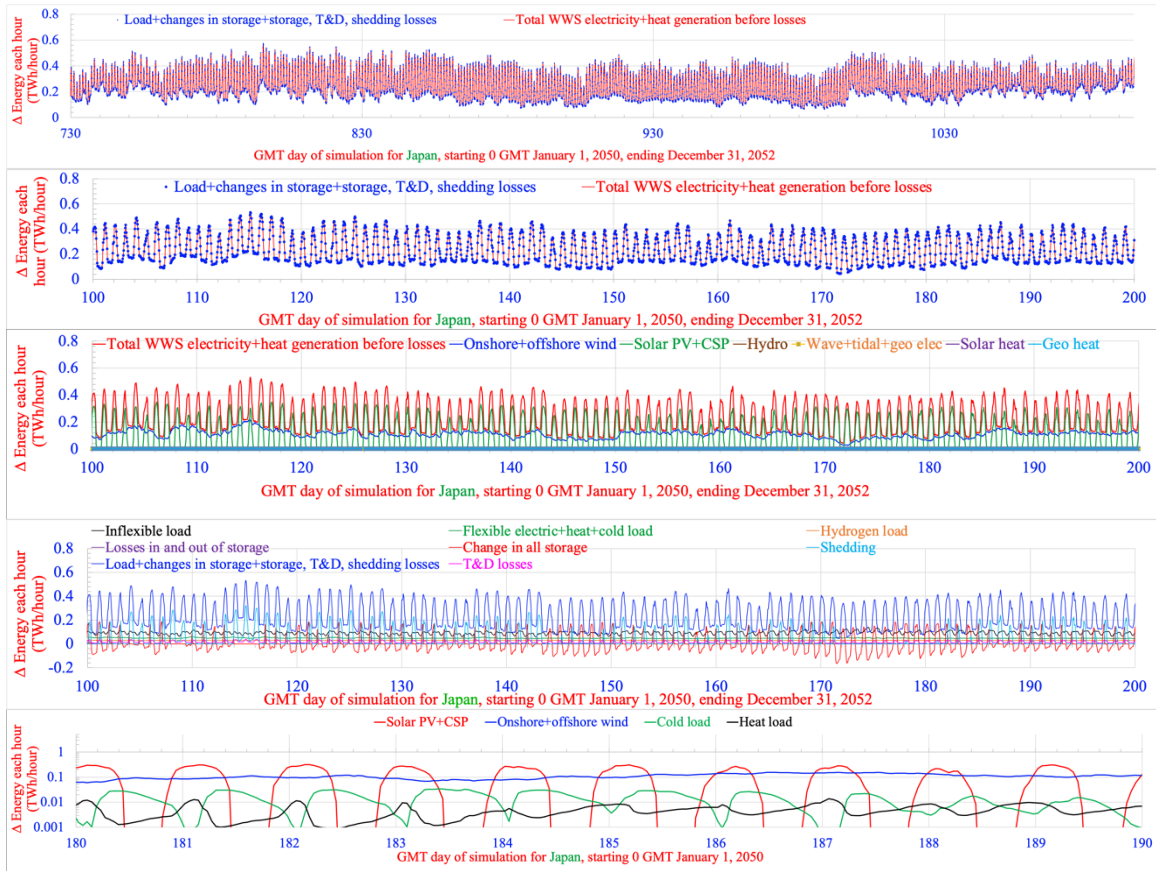 Δ Energy each hour
(TWh/hour)
Load+changes in storage+storage, T&D, shedding losses
Total WWS electricity+heat generation before losses
0.8
0.6
0.4
0.2
0
730 830 930 1030
GMT day of simulation for Japan, starting 0 GMT January 1, 2050, ending December 31, 2052
Δ Energy each
hour (TWh/hour)
Load+changes in storage+storage, T&D, shedding losses
Total WWS electricity+heat generation before losses
0.8
0.6
0.4
0.2
0
100 110 120 130 140 150 160 170 180 190 200
GMT day of simulation for Japan, starting 0 GMT January 1, 2050, ending December 31, 2052
Δ Energy each hour
(TWh/hour)
Total WWS electricity+heat generation before losses Onshore+offshore wind Solar PV+CSP Hydro Wave+tidal+geo elec Solar heat Geo heat
0.8
0.6
0.4
0.2
0
100 110 120 130 140 150 160 170 180 190 200
GMT day of simulation for Japan, starting 0 GMT January 1, 2050, ending December 31, 2052
Δ Energy each hour
(TWh/hour)
Inflexible load Flexible electric+heat+cold load Hydrogen load
Losses in and out of storage Change in all storage Shedding
Load+changes in storage+storage, T&D, shedding losses T&D losses
0.8
0.6
0.4
0.2
0
-0.2
100 110 120 130 140 150 160 170 180 190 200
GMT day of simulation for Japan, starting 0 GMT January 1, 2050, ending December 31, 2052
Δ Energy each hour
(TWh/hour)
Solar PV+CSP Onshore+offshore wind Cold load Heat load
1
0.1
0.01
0.001
180 181 182 183 184 185 186 187 188 189 190
GMT day of simulation for Japan, starting 0 GMT January 1, 2050